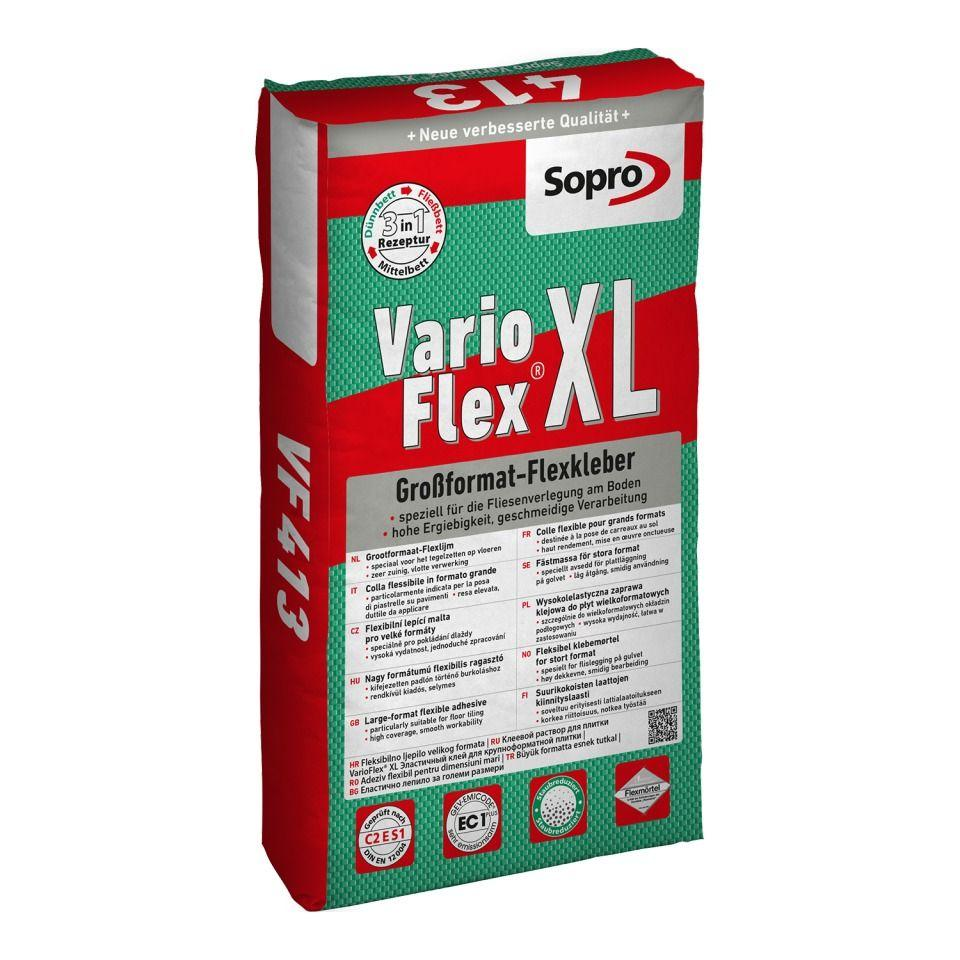 Sopro VarioFlex® XL
413
+ Neue verbesserte Qualität +
Sopro
Dünnbett
Fließbett
3 in 1
Rezeptur
Mittelbett
Vario
Flex® XL
Großformat-Flexkleber
• speziell für die Fliesenverlegung am Boden
• hohe Ergiebigkeit, geschmeidige Verarbeitung
VF413
NL Grootformaat-Flexlijm
• speciaal voor het tegelzetten op vloeren
• zeer zuinig, vlotte verwerking
IT Colla flessibile in formato grande
• particolarmente indicata per la posa
di piastrelle su pavimenti • resa elevata,
duttile da applicare
CZ Flexibilní lepící malta
pro velké formáty
• speciálně pro pokládání dlaždy
• vysoká vydatnost, jednoduché zpracování
HU Nagy formátumú flexibilis ragasztó
• kifejezetten padlón történő burkoláshoz
• rendkívül kiadós, selymes
GB Large-format flexible adhesive
• particularly suitable for floor tiling
• high coverage, smooth workability
FR Colle flexible pour grands formats
• destinée à la pose de carreaux au sol
• haut rendement, mise en œuvre onctueuse
SE Fästmassa för stora format
• speciellt avsedd för plattläggning
på golvet • låg åtgång, smidig användning
PL Wysokoelastyczna zaprawa
klejowa do płyt wielkoformatowych
• szczególnie do wielkoformatowych okładzin
podłogowych • wysoka wydajność, łatwa w
zastosowaniu
NO Fleksibel klebemørtel
for stort format
• spesielt for flislegging på gulvet
• høy dekkevne, smidig bearbeiding
FI Suurikokoisten laattojen
kiinnityslaasti
• soveltuu erityisesti lattialaatoitukseen
• korkea riittoisuus, notkea työstää
HR Fleksibilno ljepilo velikog formata | RU Клеевой раствор для плитки
VarioFlex® XL Эластичный клей для крупноформатной плитки |
RO Adeziv flexibil pentru dimensiuni mari | TR Büyük formatta esnek tutkal |
BG Еластично лепило за големи размери
Geprüft nach
C2 E S1
DIN EN 12004
GEV-EMICODE
EC1 PLUS
sehr emissionsarm
Staubreduziert
Staubreduziert
Flexmörtel